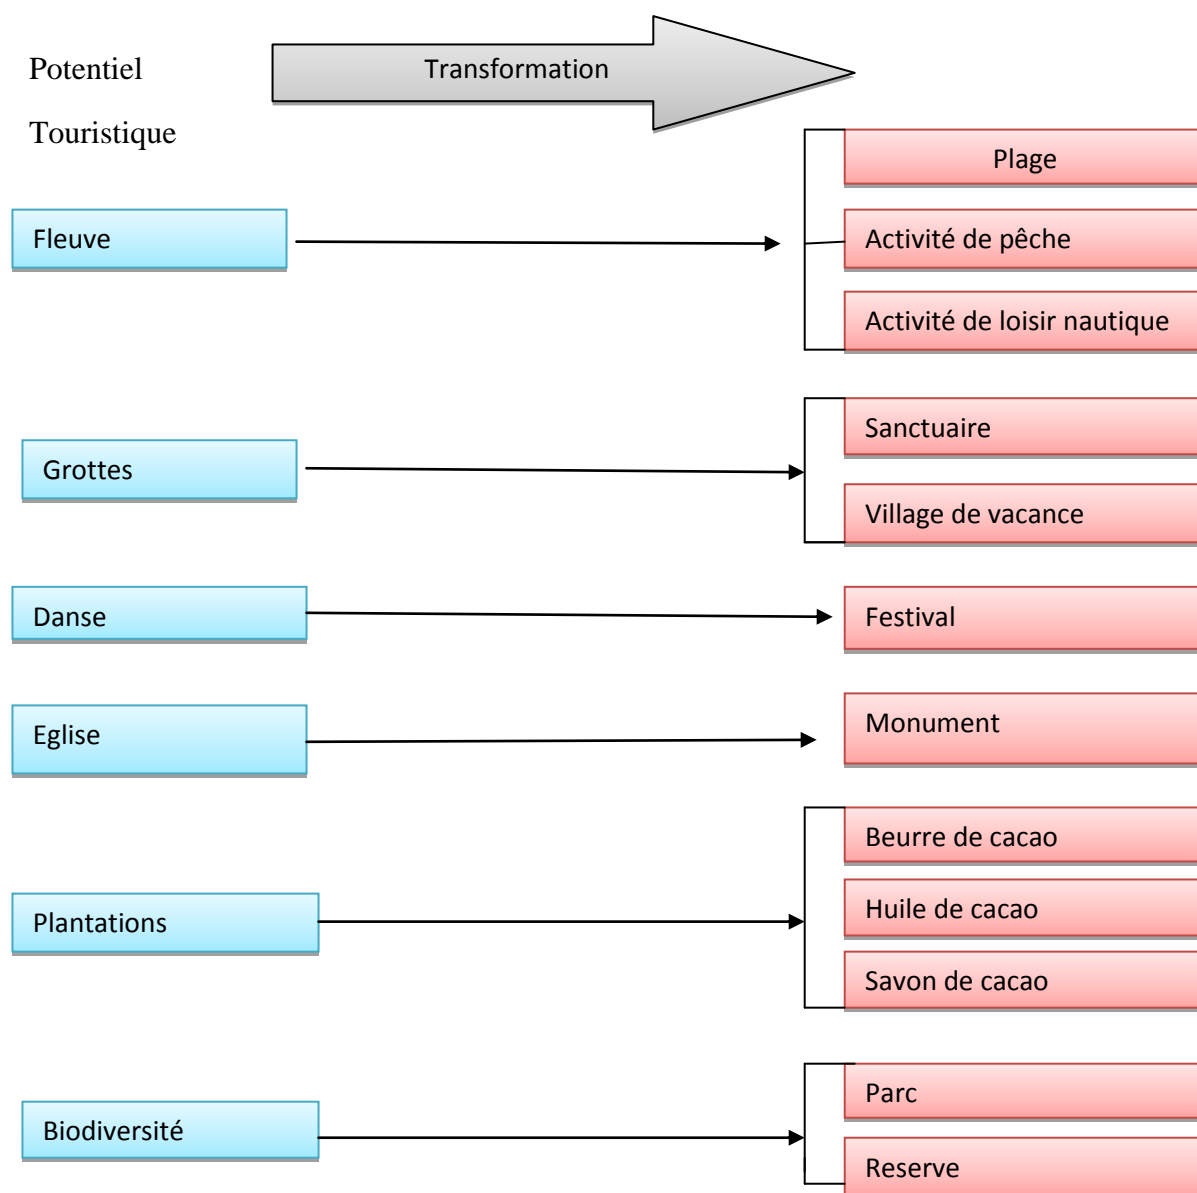 Potentiel
Touristique
Transformation
Plage
Fleuve
Activité de pêche
Activité de loisir nautique
Sanctuaire
Grottes
Village de vacance
Danse
Festival
Eglise
Monument
Beurre de cacao
Plantations
Huile de cacao
Savon de cacao
Parc
Biodiversité
Reserve